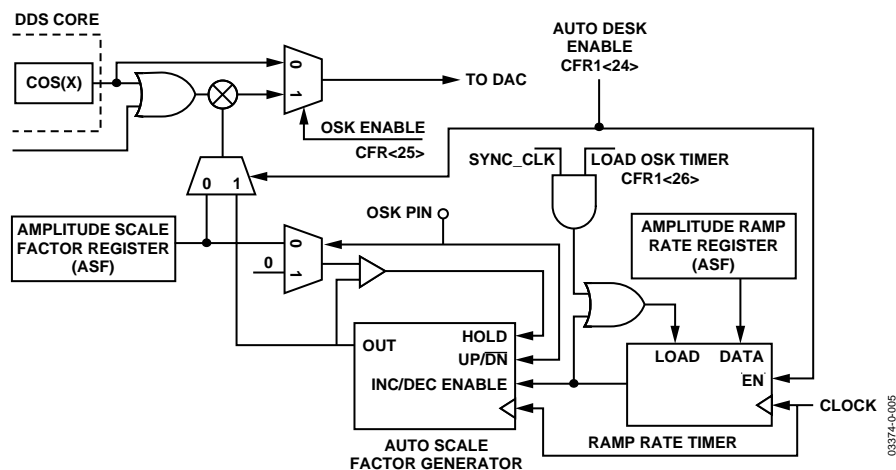 DDS CORE
COS(X)
0
1
TO DAC
OSK ENABLE
CFR<25>
AUTO DESK
ENABLE
CFR1<24>
SYNC_CLK
LOAD OSK TIMER
CFR1<26>
0 1
OSK PIN
AMPLITUDE SCALE
FACTOR REGISTER
(ASF)
0
0
1
AMPLITUDE RAMP
RATE REGISTER
(ASF)
OUT
HOLD
UP/DN
INC/DEC ENABLE
LOAD DATA
EN
CLOCK
RAMP RATE TIMER
AUTO SCALE
FACTOR GENERATOR
03374-0-005